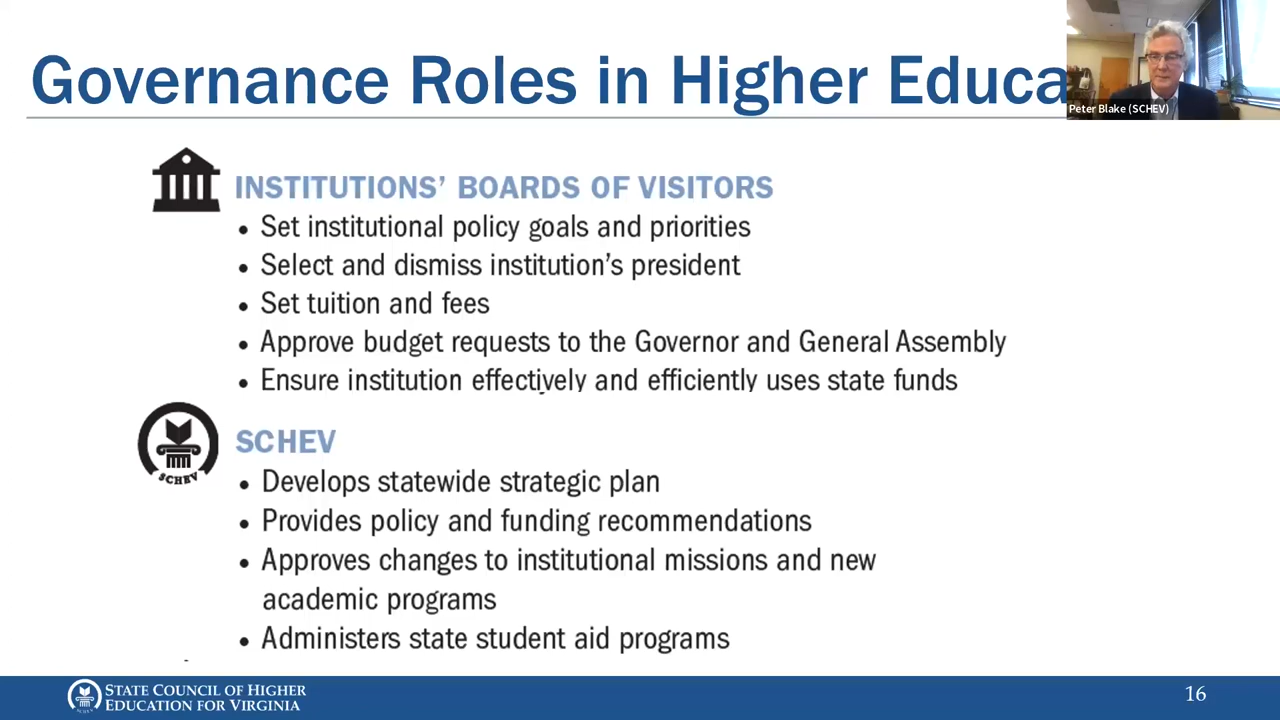 Governance Roles in Higher Educa
Peter Blake (SCHEV)
INSTITUTIONS’ BOARDS OF VISITORS
• Set institutional policy goals and priorities
• Select and dismiss institution’s president
• Set tuition and fees
• Approve budget requests to the Governor and General Assembly
• Ensure institution effectively and efficiently uses state funds
SCHEV
SCHEV
• Develops statewide strategic plan
• Provides policy and funding recommendations
• Approves changes to institutional missions and new
academic programs
• Administers state student aid programs
STATE COUNCIL OF HIGHER
EDUCATION FOR VIRGINIA
16